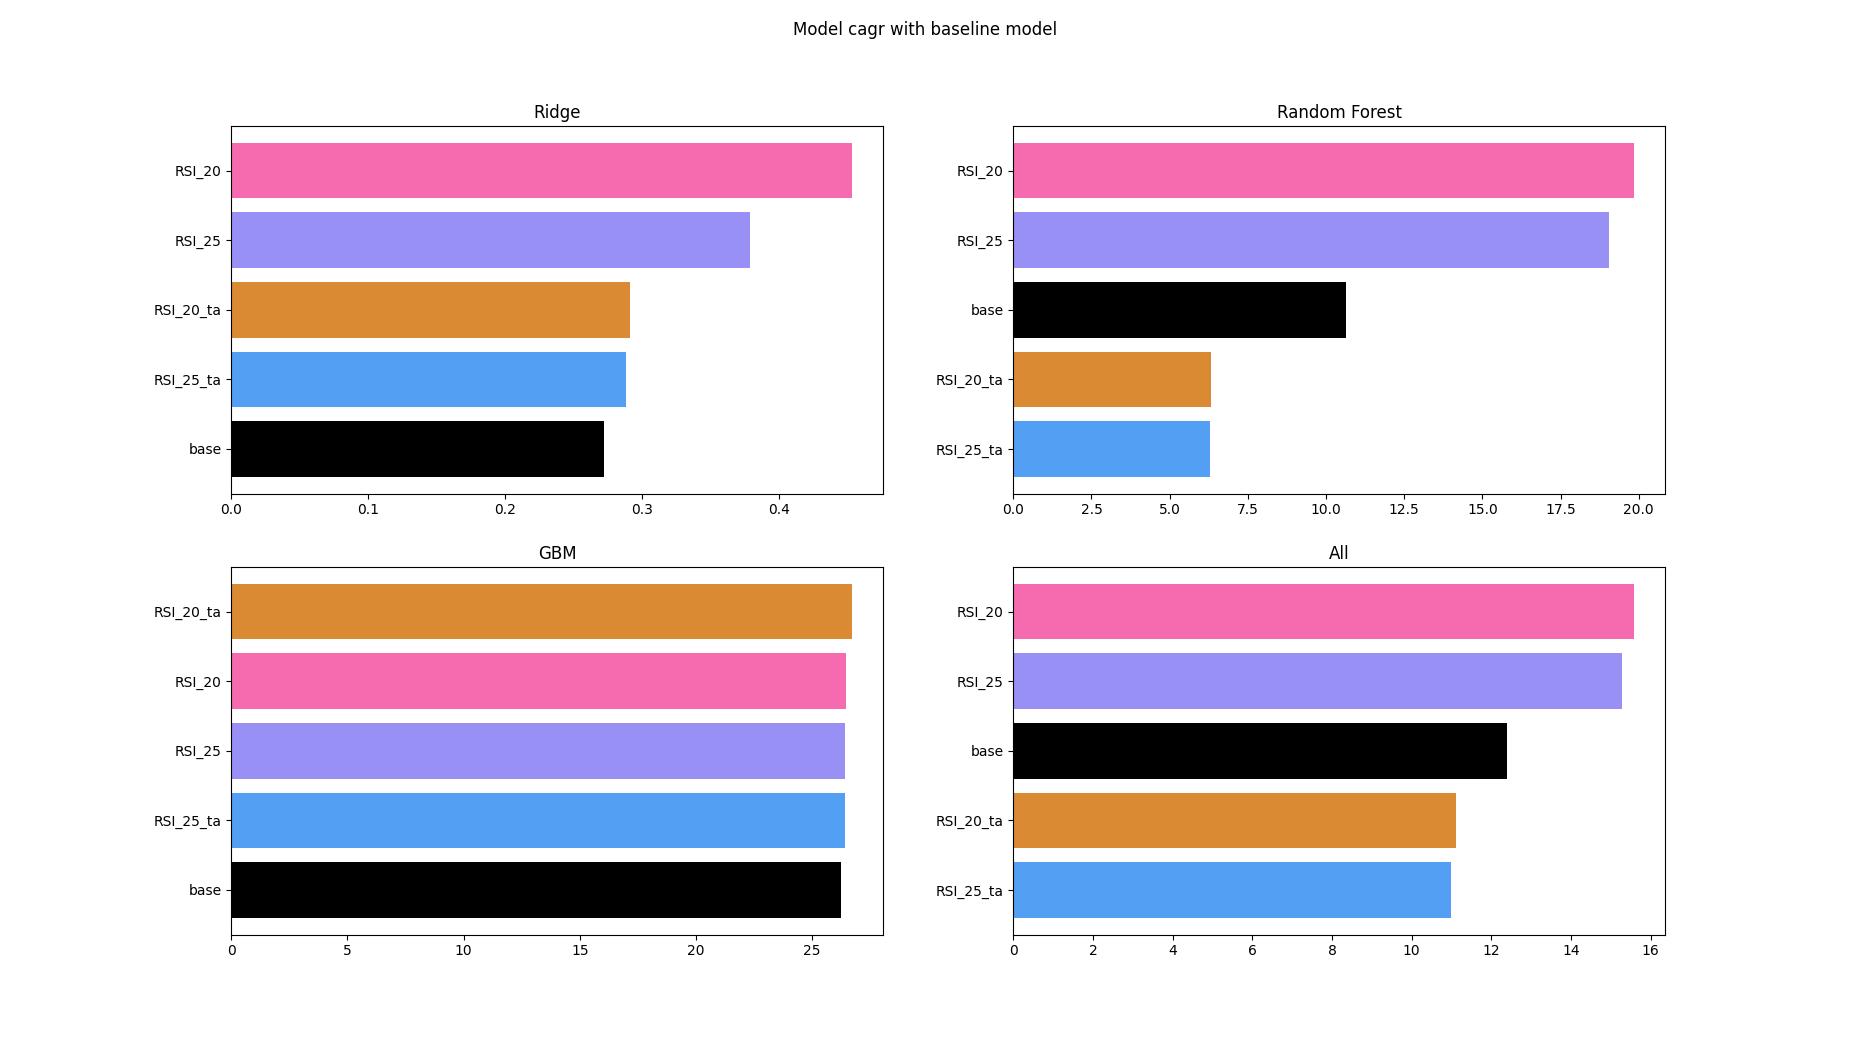 Model cagr with baseline model
Ridge
RSI_20
RSI_25
RSI_20_ta
RSI_25_ta
base
0.0 0.1 0.2 0.3 0.4
Random Forest
RSI_20
RSI_25
base
RSI_20_ta
RSI_25_ta
0.0 2.5 5.0 7.5 10.0 12.5 15.0 17.5 20.0
GBM
RSI_20_ta
RSI_20
RSI_25
RSI_25_ta
base
0 5 10 15 20 25
All
RSI_20
RSI_25
base
RSI_20_ta
RSI_25_ta
0 2 4 6 8 10 12 14 16